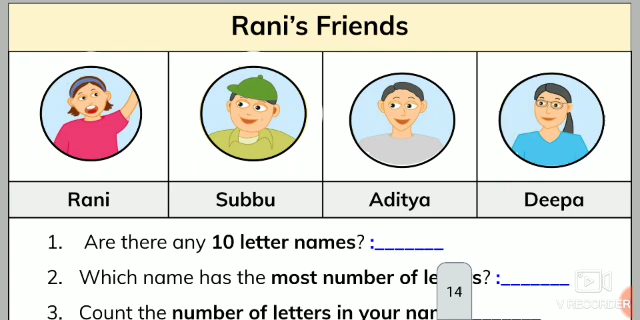 Rani's Friends
Rani Subbu Aditya Deepa
1. Are there any 10 letter names? :_______
2. Which name has the most number of le s? :_______
14
V RECORDER
3. Count the number of letters in your